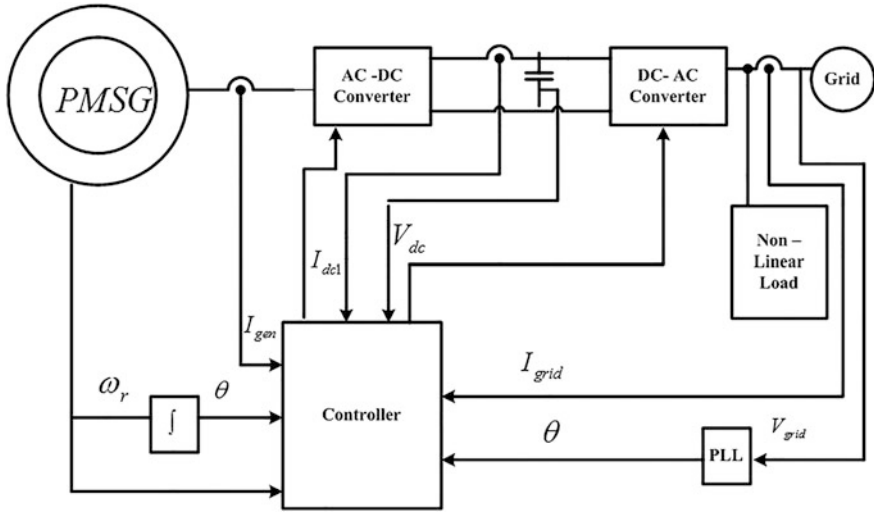 PMSG
AC -DC
Converter
DC- AC
Converter
Grid
Non –
Linear
Load
V_dc
I_dc1
I_gen
I_grid
ω_r
θ
∫
Controller
θ
PLL
V_grid